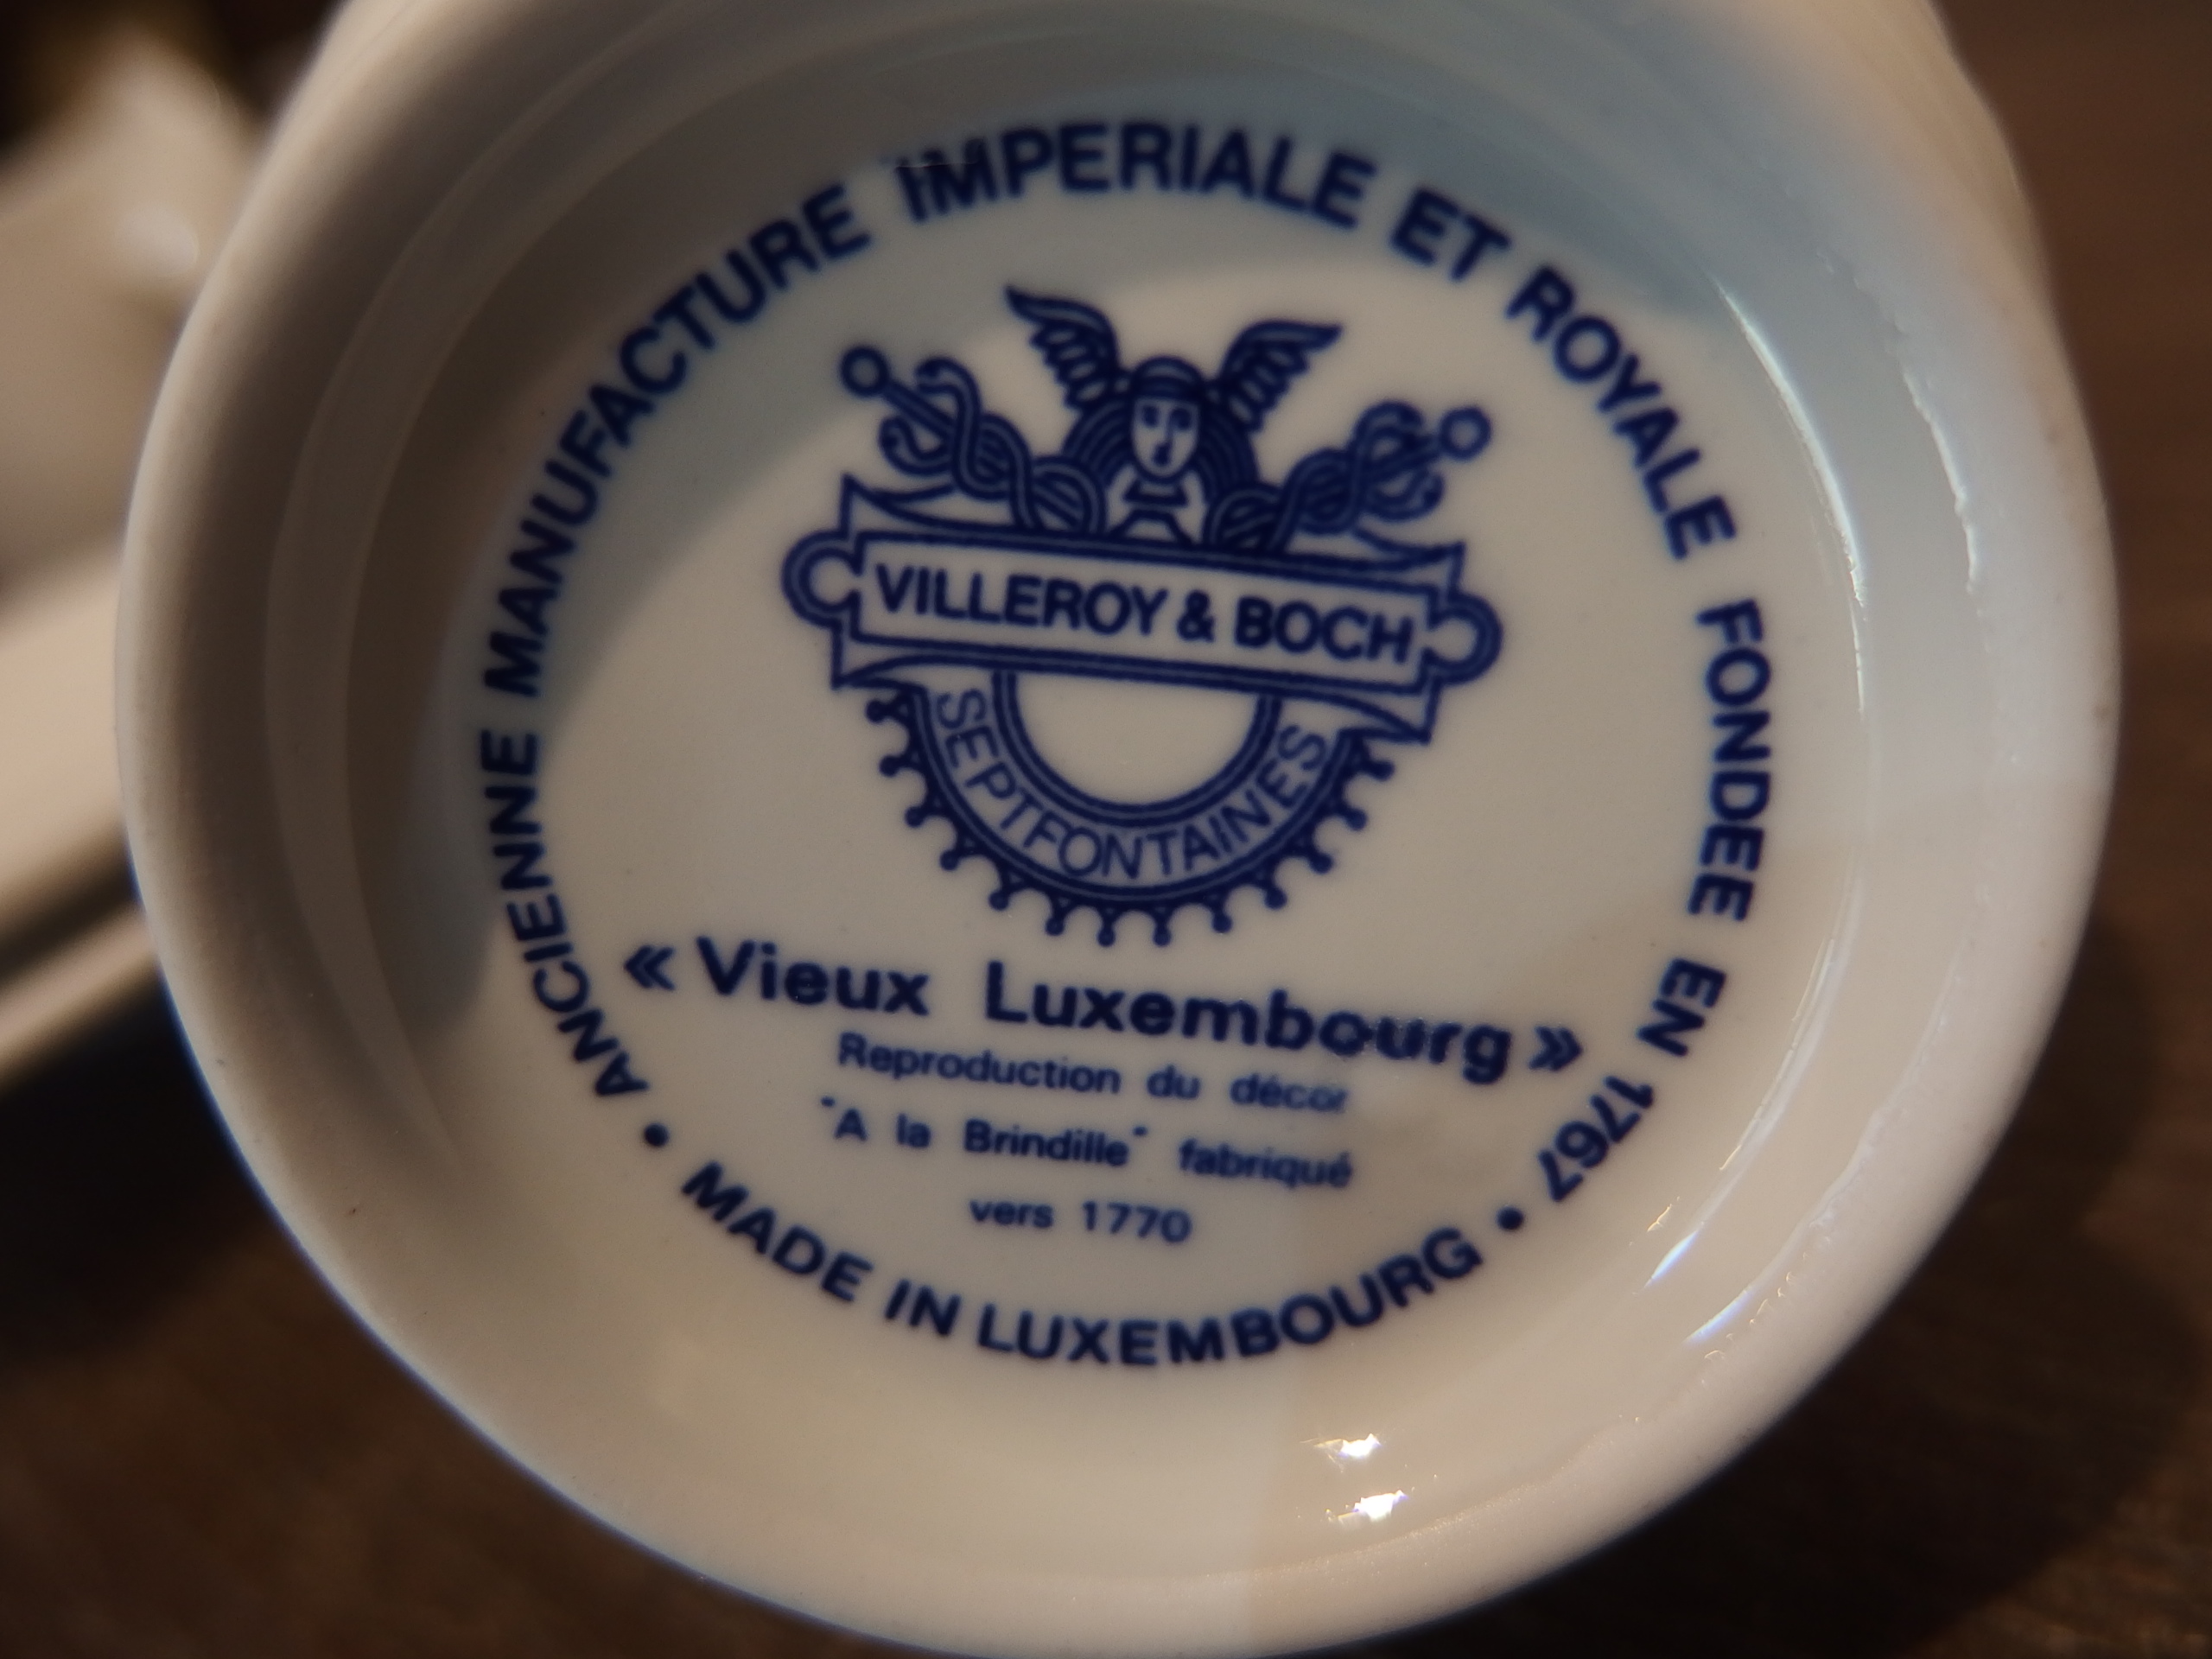 • ANCIENNE MANUFACTURE IMPERIALE ET ROYALE FONDEE EN 1767 •
VILLEROY & BOCH
SEPTFONTAINES
« Vieux Luxembourg »
Reproduction du décor
"A la Brindille" fabriqué
vers 1770
MADE IN LUXEMBOURG